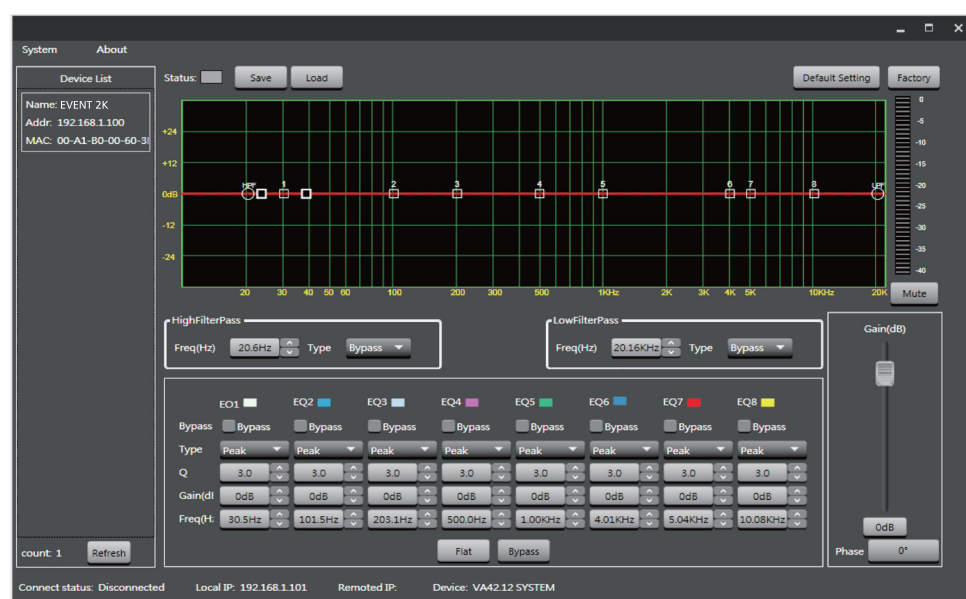 System About
Device List
Status: Save Load Default Setting Factory
Name: EVENT 2K
Addr: 192.168.1.100
MAC: 00-A1-B0-00-60-3
+24
+12
0dB
-12
-24
HPF 1 2 3 4 5 6 7 8 LPF
20 30 40 50 60 100 200 300 500 1KHz 2K 3K 4K 5K 10KHz 20K
0
-5
-10
-15
-20
-25
-30
-35
-40
Mute
HighFilterPass
Freq(Hz) 20.6Hz Type Bypass
LowFilterPass
Freq(Hz) 20.16KHz Type Bypass
Gain(dB)
EO1 EQ2 EQ3 EQ4 EQ5 EQ6 EQ7 EQ8
Bypass Bypass Bypass Bypass Bypass Bypass Bypass Bypass Bypass
Type Peak Peak Peak Peak Peak Peak Peak Peak
Q 3.0 3.0 3.0 3.0 3.0 3.0 3.0 3.0
Gain(dI 0dB 0dB 0dB 0dB 0dB 0dB 0dB 0dB
Freq(H: 30.5Hz 101.5Hz 203.1Hz 500.0Hz 1.00KHz 4.01KHz 5.04KHz 10.08KHz
Flat Bypass
0dB
Phase 0°
count: 1 Refresh
Connect status: Disconnected Local IP: 192.168.1.101 Remoted IP: Device: VA42.12 SYSTEM